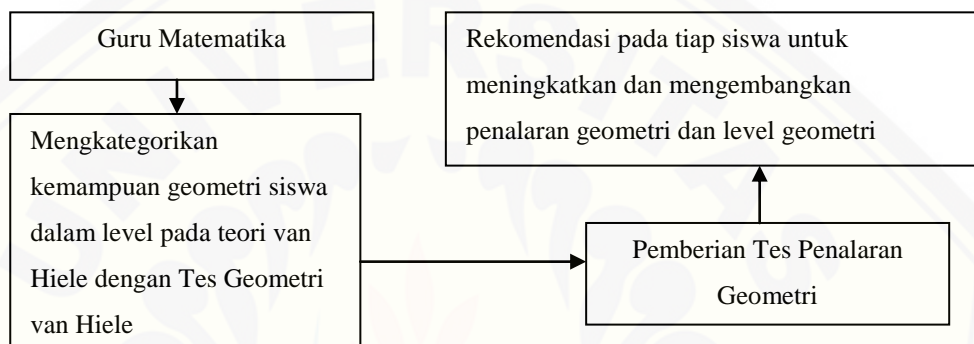 Guru Matematika
Mengkategorikan
kemampuan geometri siswa
dalam level pada teori van
Hiele dengan Tes Geometri
van Hiele
Pemberian Tes Penalaran
Geometri
Rekomendasi pada tiap siswa untuk
meningkatkan dan mengembangkan
penalaran geometri dan level geometri
UNIVERSITAS